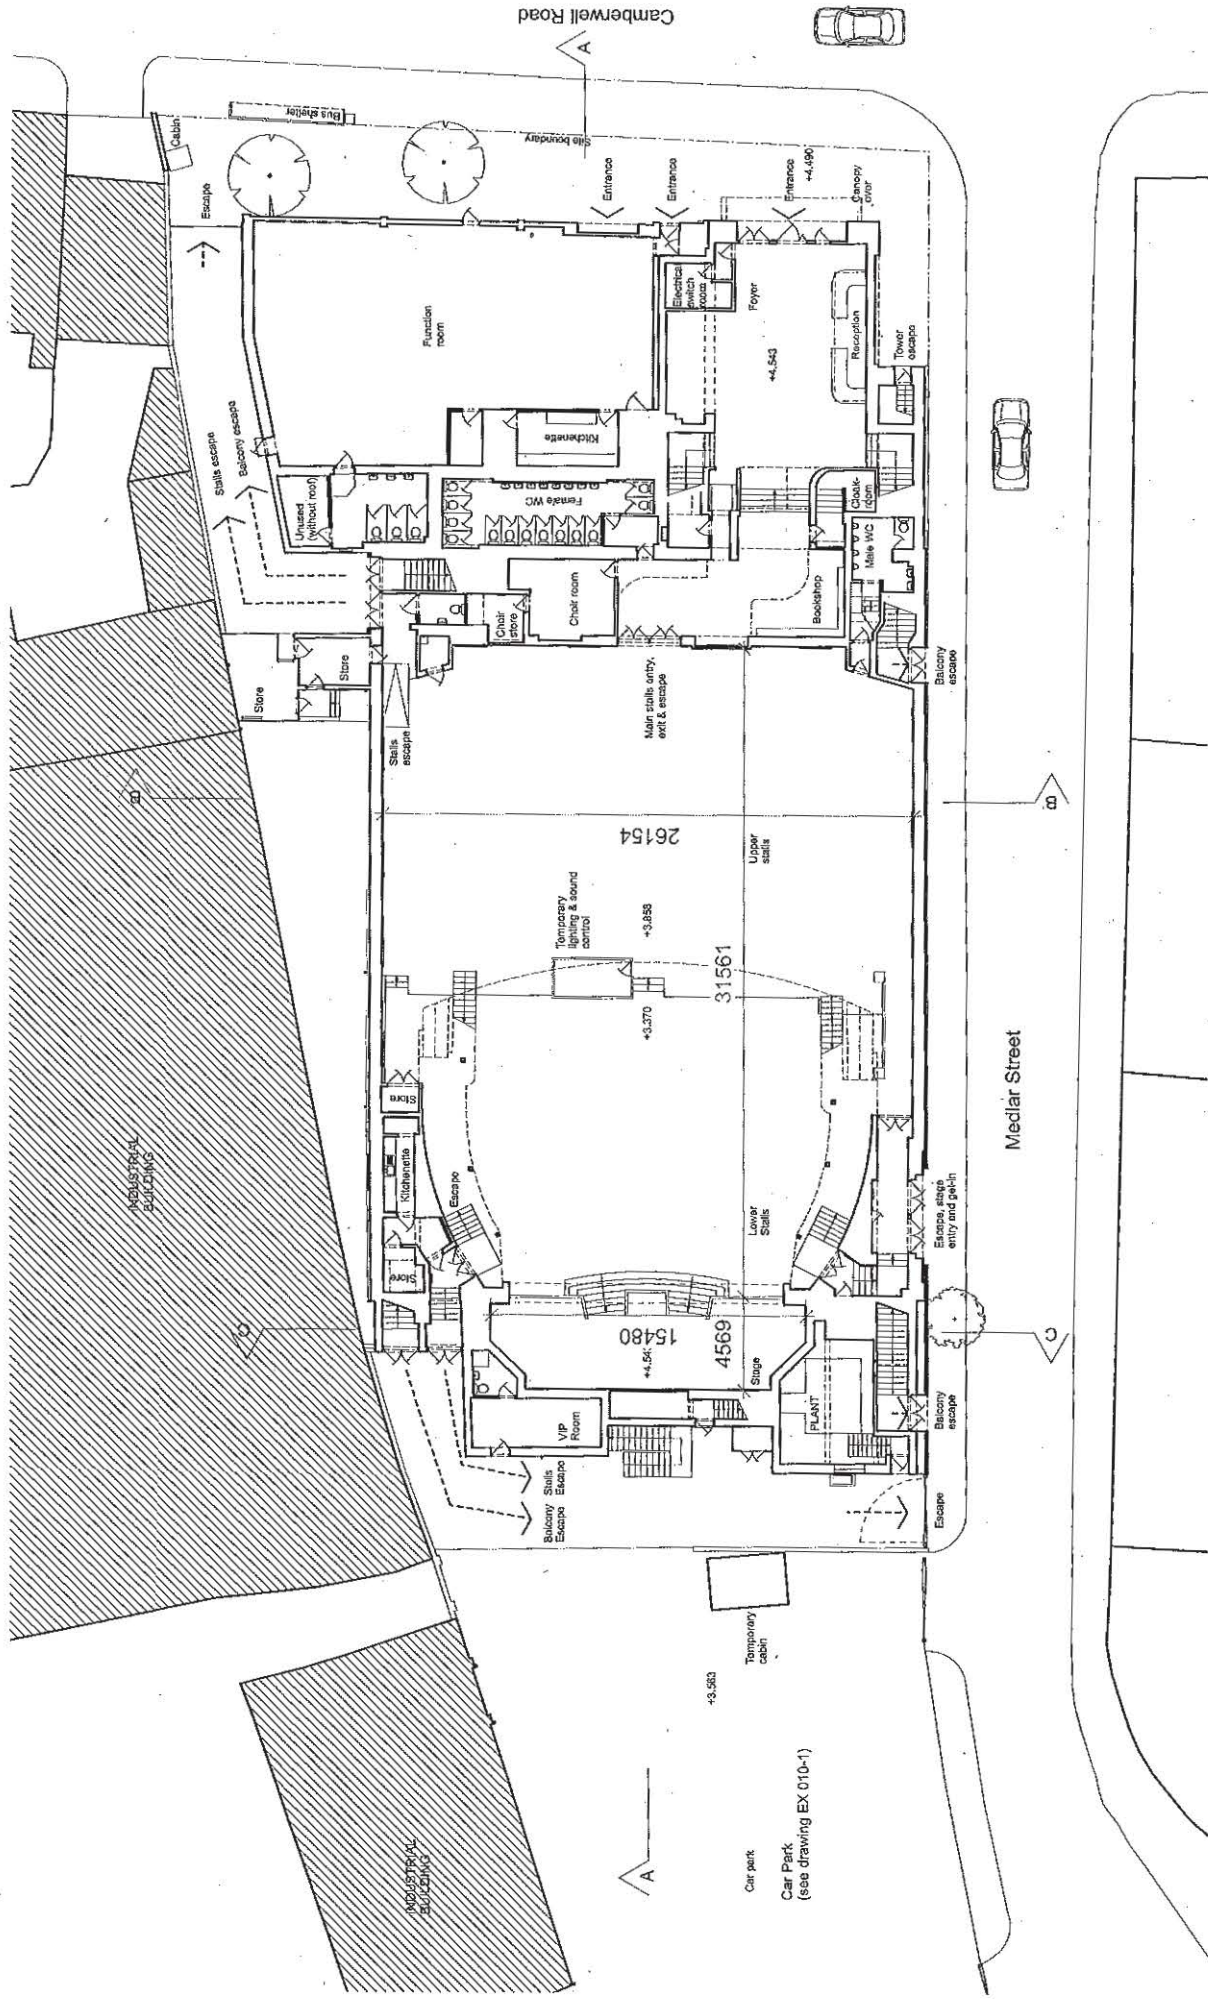 Camberwell Road
A
Bus shelter
Cabin
Site boundary
Escape
Entrance
Entrance
Entrance
+4.490
Canopy
over
Function
room
Electrical
switch
room
Foyer
+4.543
Reception
Tower
escape
Stalls escape
Balcony escape
Kitchenette
Unused
(without roof)
Female WC
Cloak-
room
Male WC
Choir room
Choir
store
Bookshop
Store
Store
Stalls
escape
Main stalls entry,
exit & escape
Balcony
escape
B
B
26154
Upper
stalls
Temporary
lighting & sound
control
+3.858
31561
+3.370
Medlar Street
INDUSTRIAL
BUILDING
Store
Kitchenette
Escape
Lower
Stalls
Escape, stage
entry and get-in
Store
C
C
15480
4569
Stage
VIP
Room
PLANT
Balcony
escape
Stalls
Escape
Balcony
Escape
Escape
Temporary
cabin
+3.563
INDUSTRIAL
BUILDING
A
Car park
Car Park
(see drawing EX 010-1)